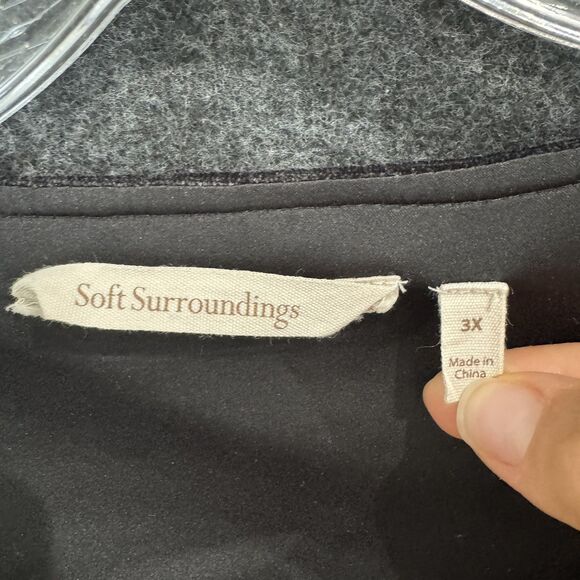 Soft Surroundings
3X
Made in
China